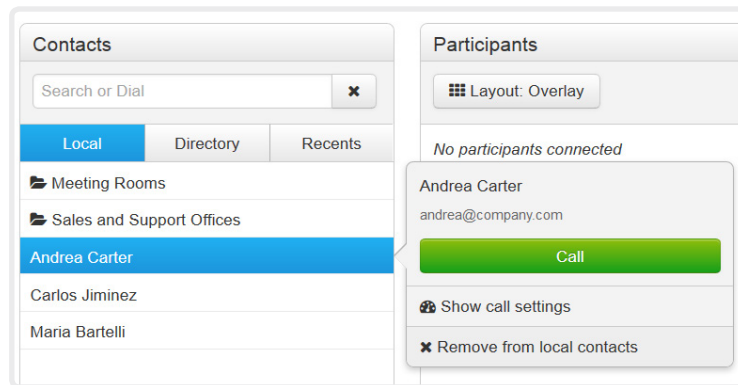 Contacts
Search or Dial
Local Directory Recents
Meeting Rooms
Sales and Support Offices
Andrea Carter
Carlos Jiminez
Maria Bartelli
Participants
Layout: Overlay
No participants connected
Andrea Carter
andrea@company.com
Call
Show call settings
Remove from local contacts